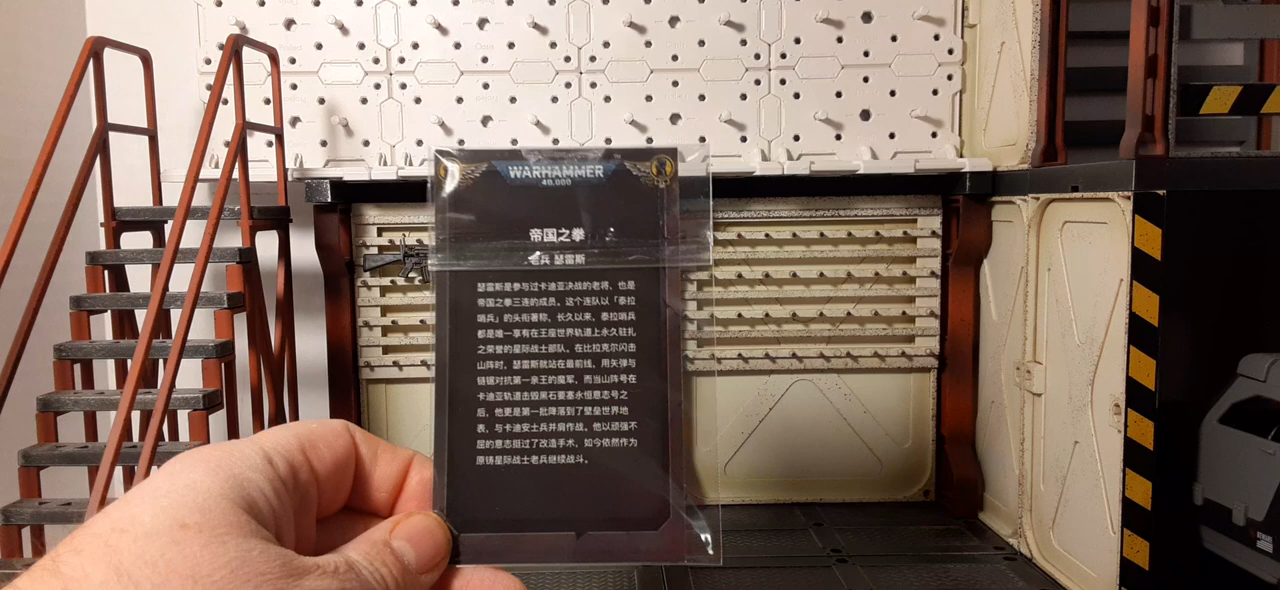 WARHAMMER
40,000
帝国之拳
老兵 瑟雷斯
瑟雷斯是参与过卡迪亚决战的老将，也是
帝国之拳三连的成员。这个连队以「泰拉
哨兵」的头衔著称，长久以来，泰拉哨兵
都是唯一享有在王座世界轨道上永久驻扎
之荣誉的星际战士部队。在比拉克尔闪击
山阵时，瑟雷斯就站在最前线，用矢弹与
链锯对抗第一亲王的魔军，而当山阵号在
卡迪亚轨道击毁黑石要塞永恒意志号之
后，他更是第一批降落到了壁垒世界地
表，与卡迪安士兵并肩作战。他以顽强不
屈的意志挺过了改造手术，如今依然作为
原铸星际战士老兵继续战斗。